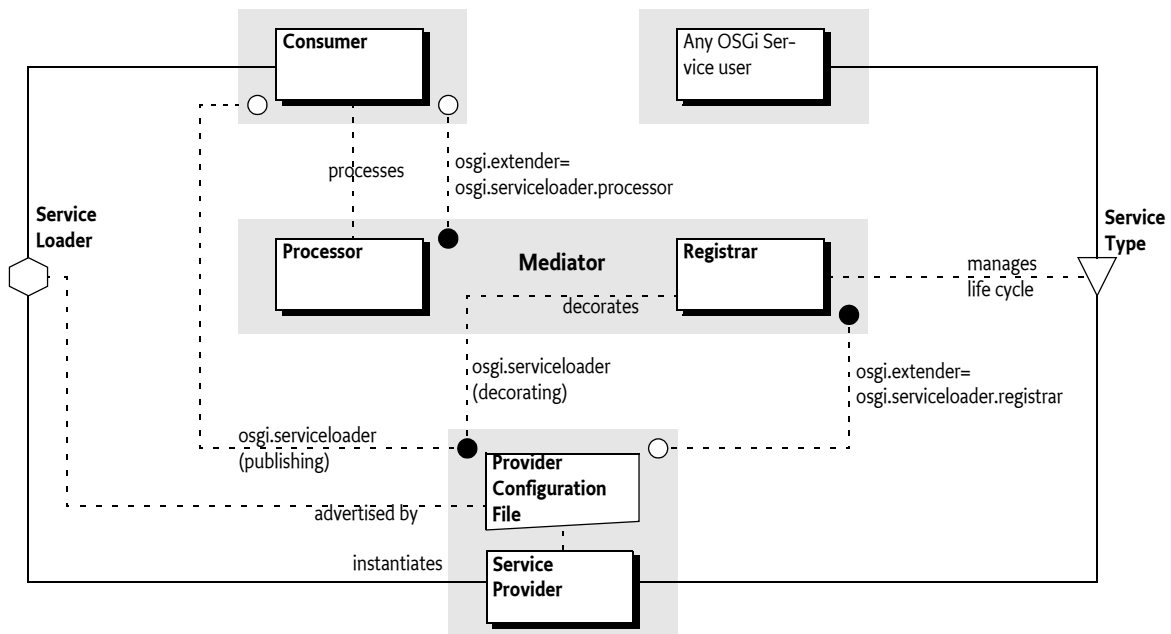 Consumer
Any OSGi Ser-
vice user
processes
osgi.extender=
osgi.serviceloader.processor
Service
Loader
Service
Type
Processor
Mediator
Registrar
manages
life cycle
decorates
osgi.serviceloader
(decorating)
osgi.extender=
osgi.serviceloader.registrar
osgi.serviceloader
(publishing)
Provider
Configuration
File
advertised by
instantiates
Service
Provider